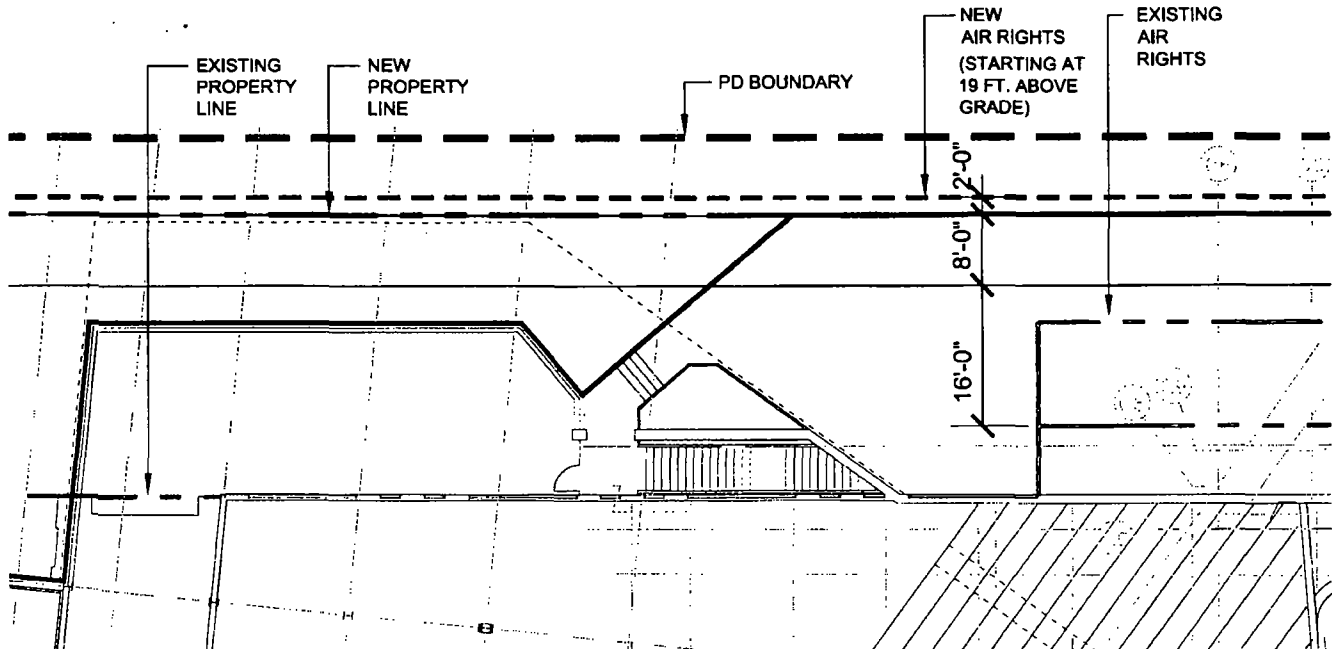 EXISTING
PROPERTY
LINE
NEW
PROPERTY
LINE
PD BOUNDARY
NEW
AIR RIGHTS
(STARTING AT
19 FT. ABOVE
GRADE)
EXISTING
AIR
RIGHTS
2'-0"
8'-0"
16'-0"